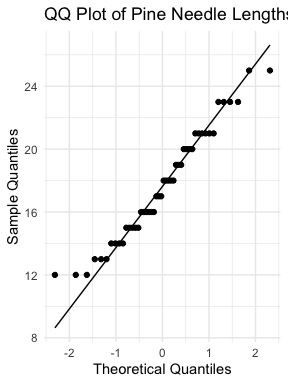 QQ Plot of Pine Needle Lengths
24
20
16
12
8
Sample Quantiles
-2 -1 0 1 2
Theoretical Quantiles